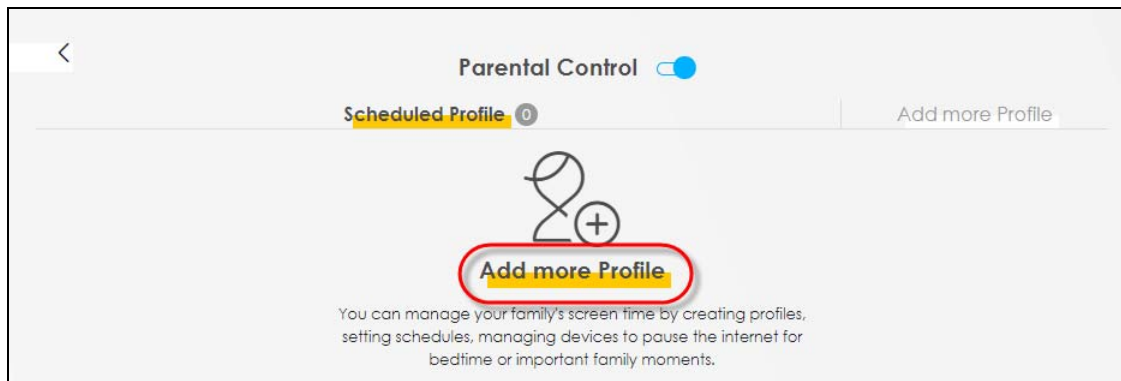 Parental Control
Scheduled Profile 0
Add more Profile
Add more Profile
You can manage your family's screen time by creating profiles,
setting schedules, managing devices to pause the internet for
bedtime or important family moments.